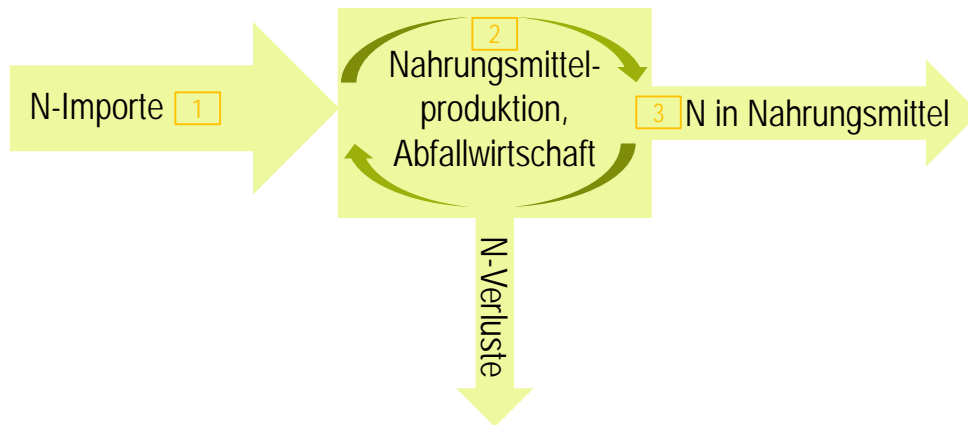 2
Nahrungsmittel-
produktion,
Abfallwirtschaft
N-Importe 1
3 N in Nahrungsmittel
N-Verluste